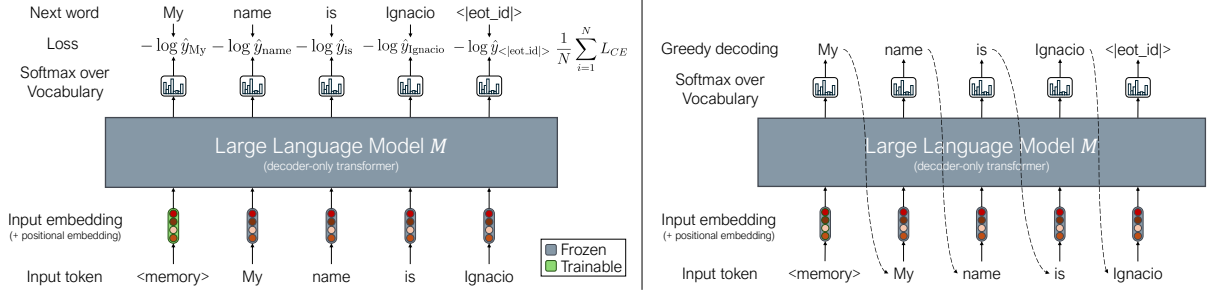 Next word My name is Ignacio <|eot_id|>
Loss − log ŷ_My − log ŷ_name − log ŷ_is − log ŷ_Ignacio − log ŷ_<|eot_id|> 1/N ∑_{i=1}^{N} L_CE
Softmax over
Vocabulary
Large Language Model M
(decoder-only transformer)
Input embedding
(+ positional embedding)
Frozen
Trainable
Input token <memory> My name is Ignacio
Greedy decoding My name is Ignacio <|eot_id|>
Softmax over
Vocabulary
Large Language Model M
(decoder-only transformer)
Input embedding
(+ positional embedding)
Input token <memory> My name is Ignacio